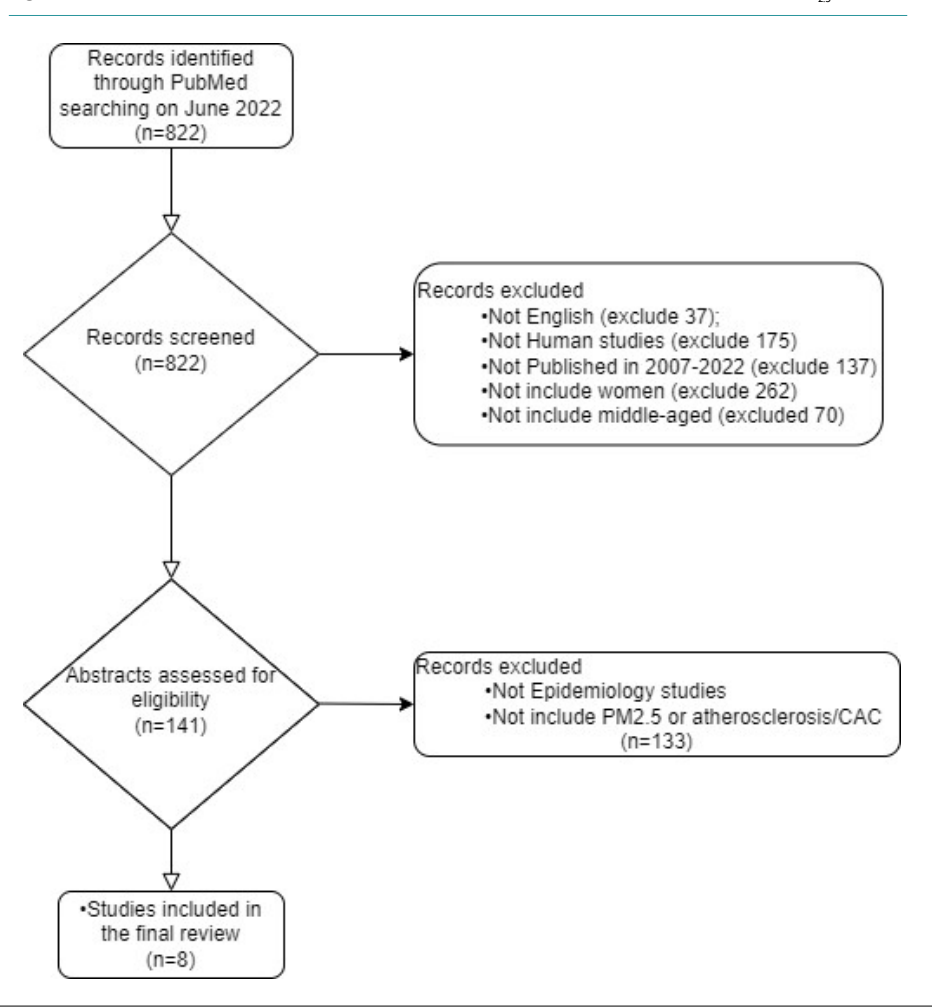 Records identified
through PubMed
searching on June 2022
(n=822)
Records screened
(n=822)
Records excluded
•Not English (exclude 37);
•Not Human studies (exclude 175)
•Not Published in 2007-2022 (exclude 137)
•Not include women (exclude 262)
•Not include middle-aged (excluded 70)
Abstracts assessed for
eligibility
(n=141)
Records excluded
•Not Epidemiology studies
•Not include PM2.5 or atherosclerosis/CAC
(n=133)
•Studies included in
the final review
(n=8)